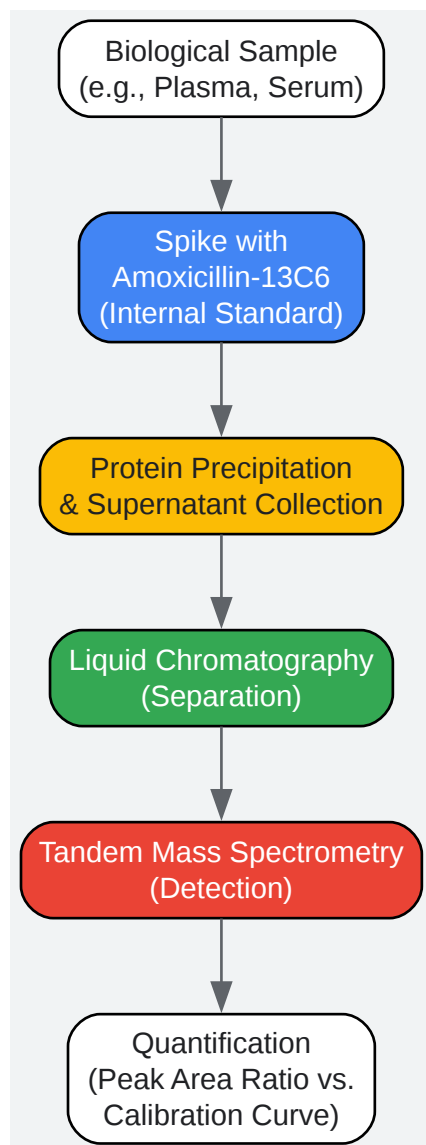 Biological Sample
(e.g., Plasma, Serum)
Spike with
Amoxicillin-13C6
(Internal Standard)
Protein Precipitation
& Supernatant Collection
Liquid Chromatography
(Separation)
Tandem Mass Spectrometry
(Detection)
Quantification
(Peak Area Ratio vs.
Calibration Curve)